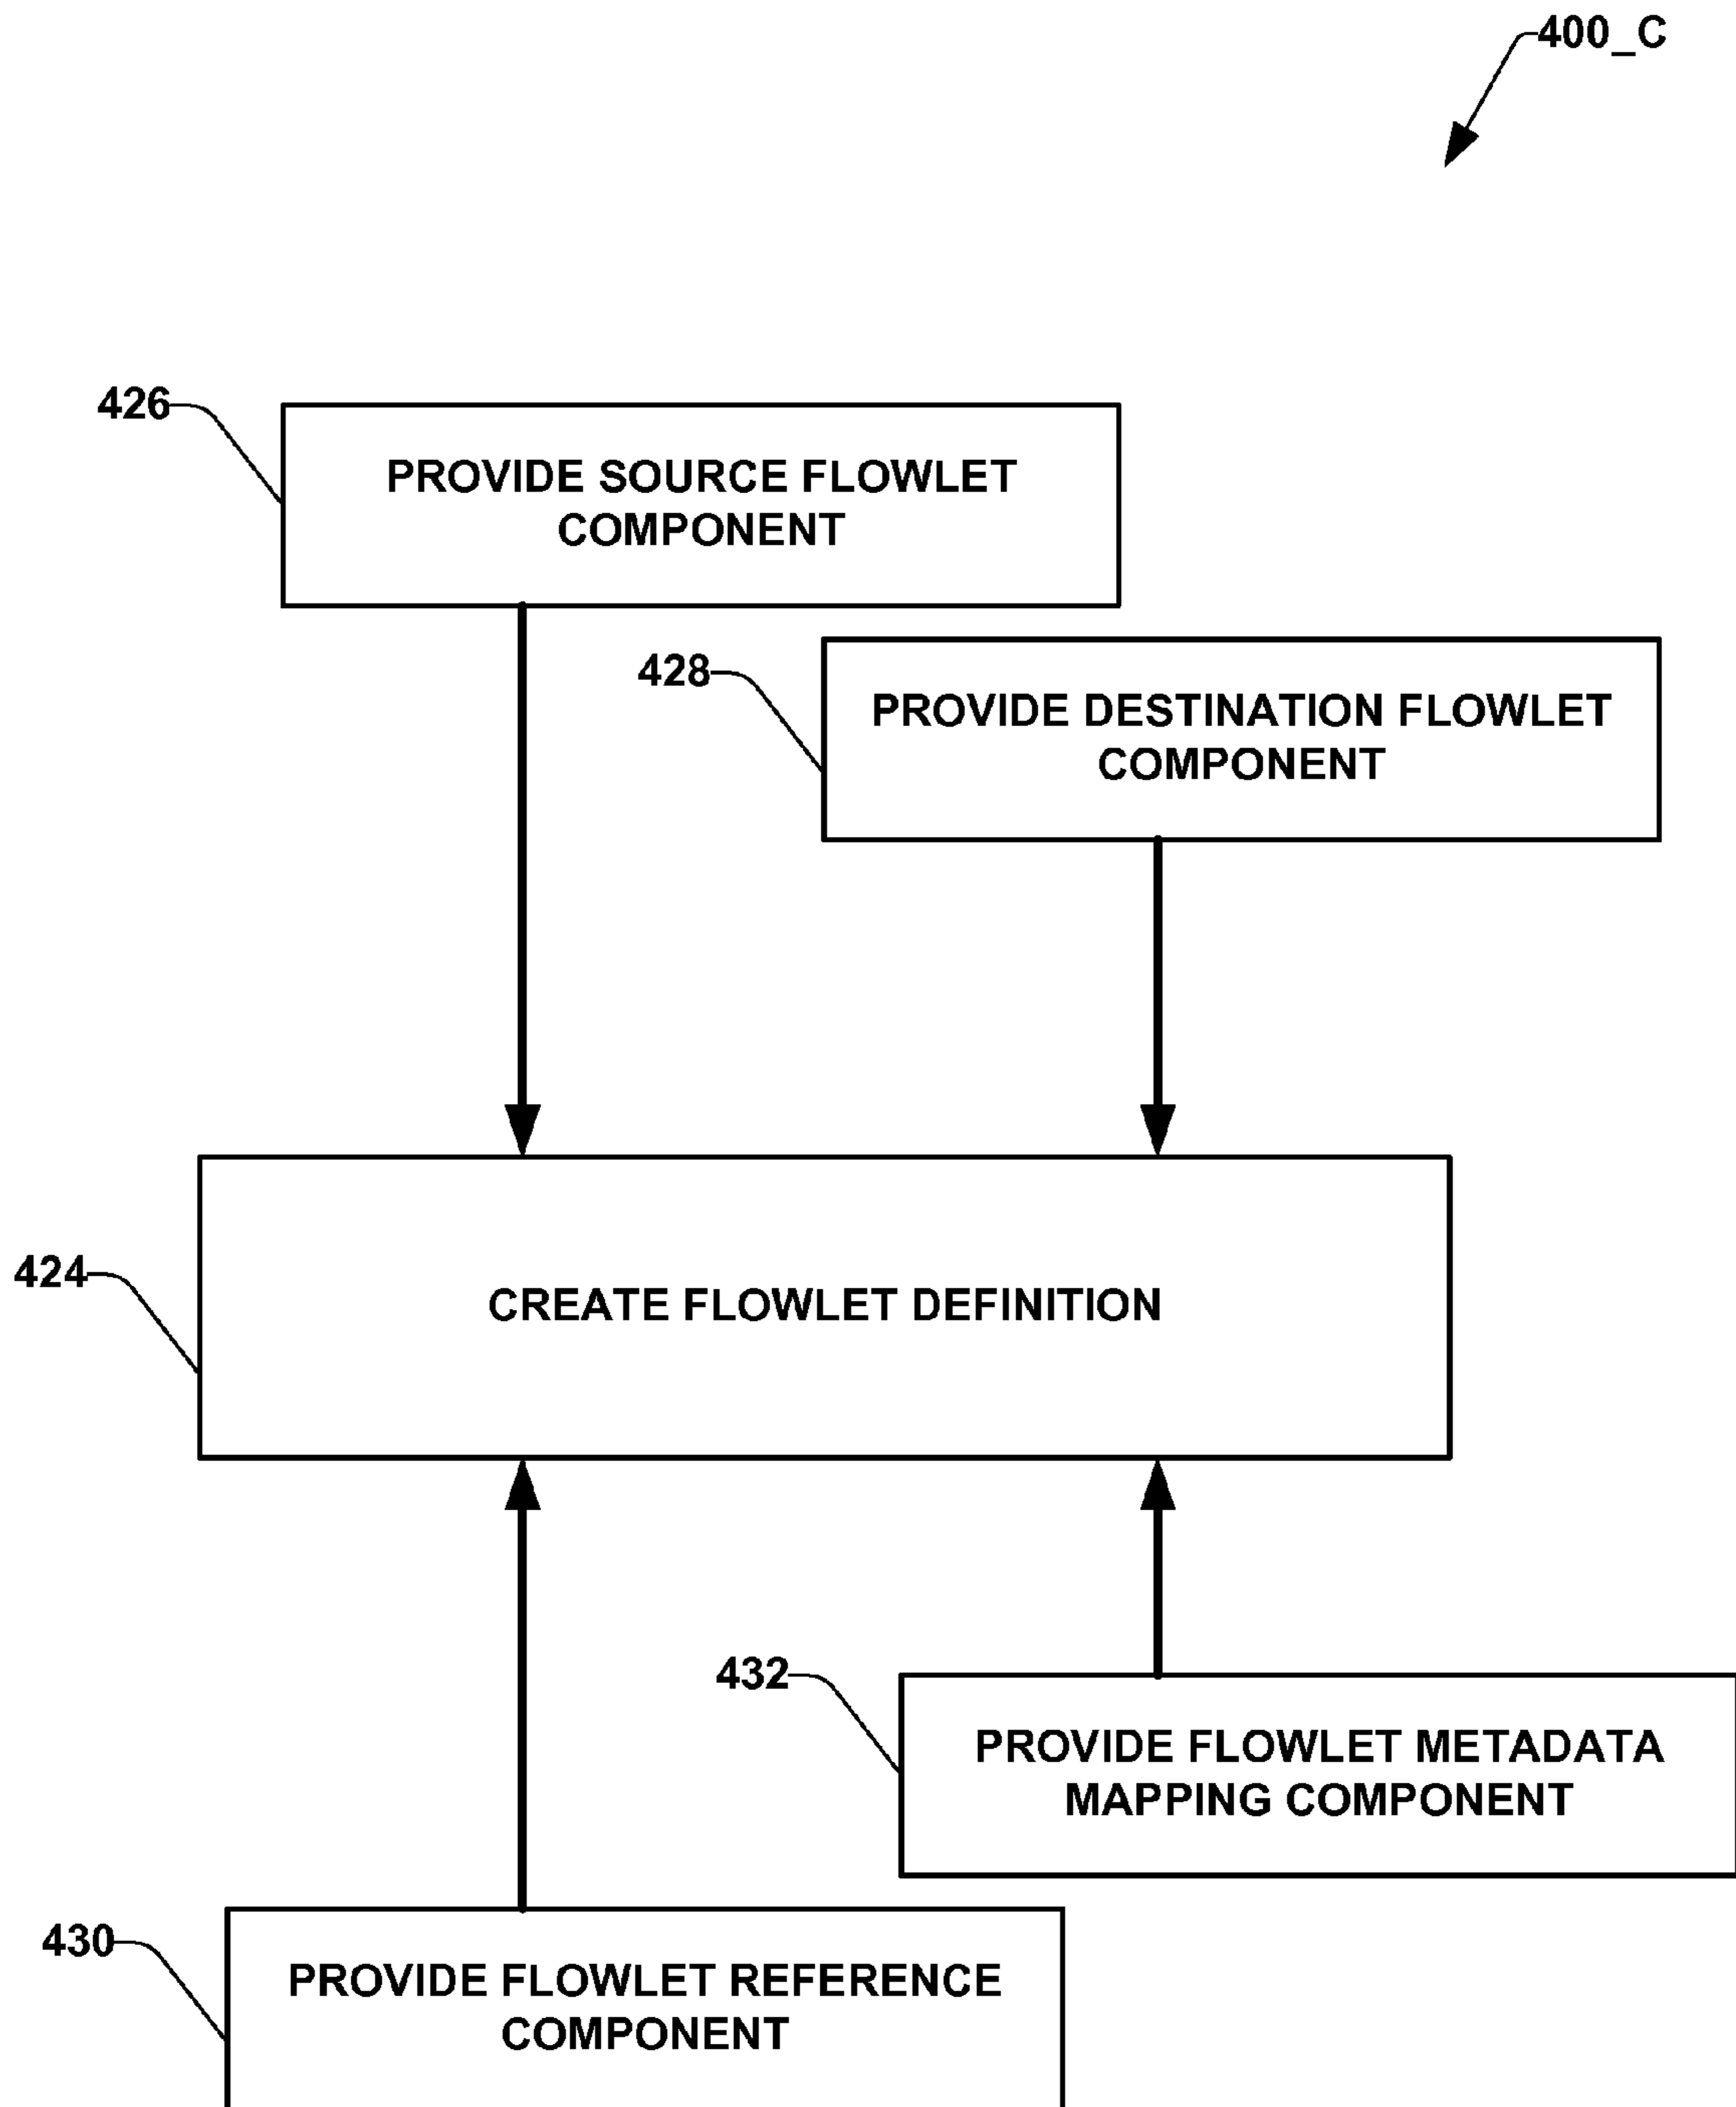 400_C
426
PROVIDE SOURCE FLOWLET
COMPONENT
428
PROVIDE DESTINATION FLOWLET
COMPONENT
424
CREATE FLOWLET DEFINITION
432
PROVIDE FLOWLET METADATA
MAPPING COMPONENT
430
PROVIDE FLOWLET REFERENCE
COMPONENT